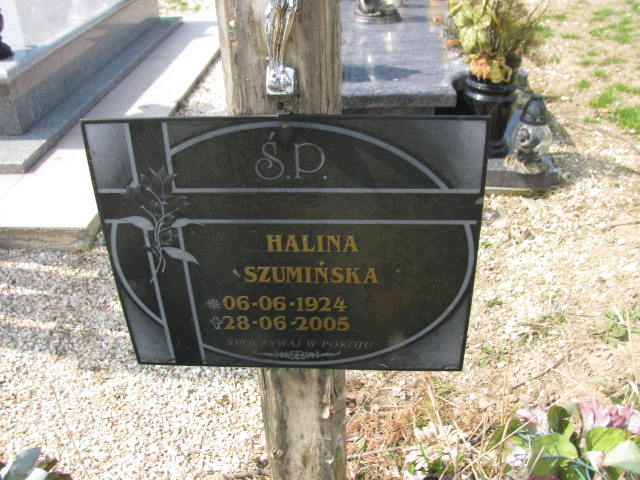 Ś.P.
HALINA
SZUMIŃSKA
*06-06-1924
✝28-06-2005
SPOCZYWAJ W POKOJU